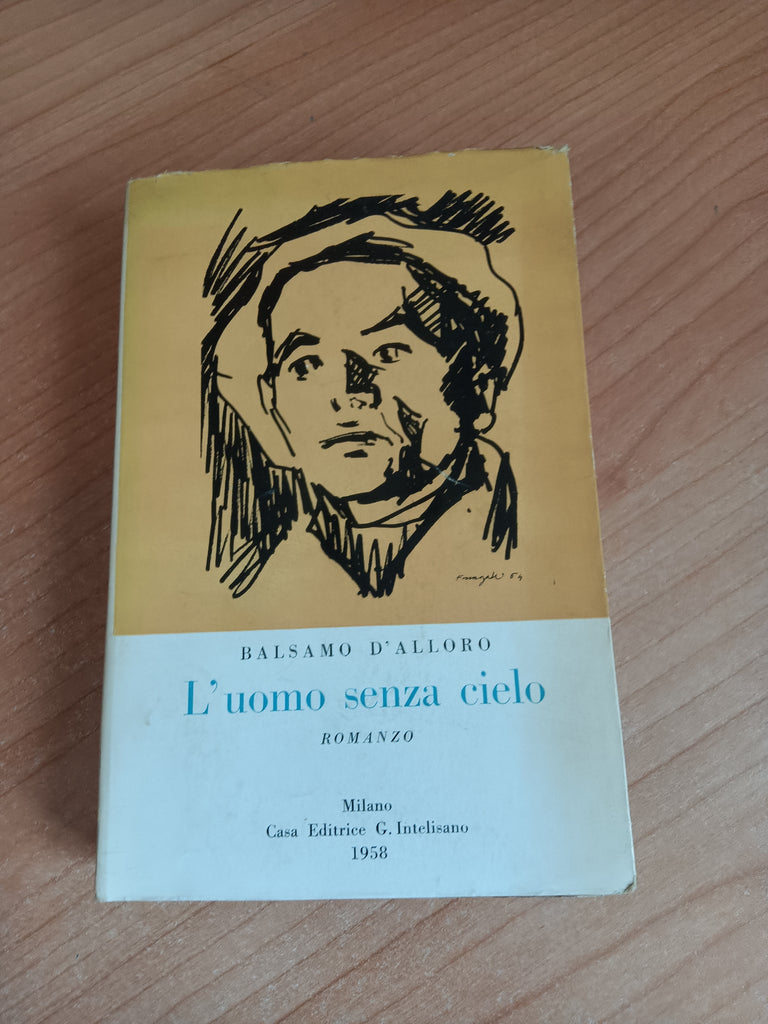 BALSAMO D'ALLORO
L'uomo senza cielo
ROMANZO
Milano
Casa Editrice G. Intelisano
1958